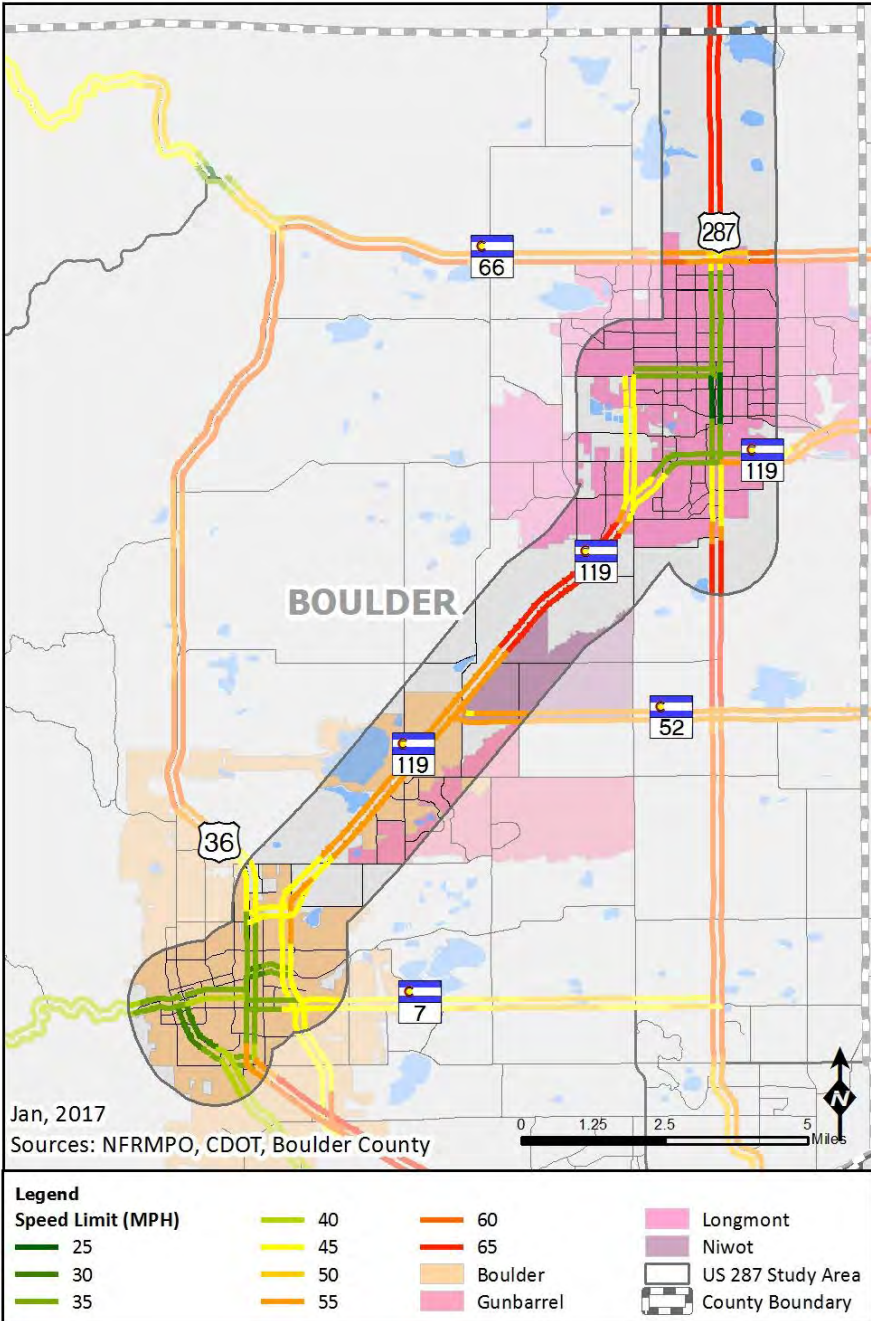 287
66
119
119
BOULDER
52
119
36
7
N
Jan, 2017
Sources: NFRMPO, CDOT, Boulder County
0 1.25 2.5 5
Miles
Legend
Speed Limit (MPH)
25
30
35
40
45
50
55
60
65
Boulder
Gunbarrel
Longmont
Niwot
US 287 Study Area
County Boundary